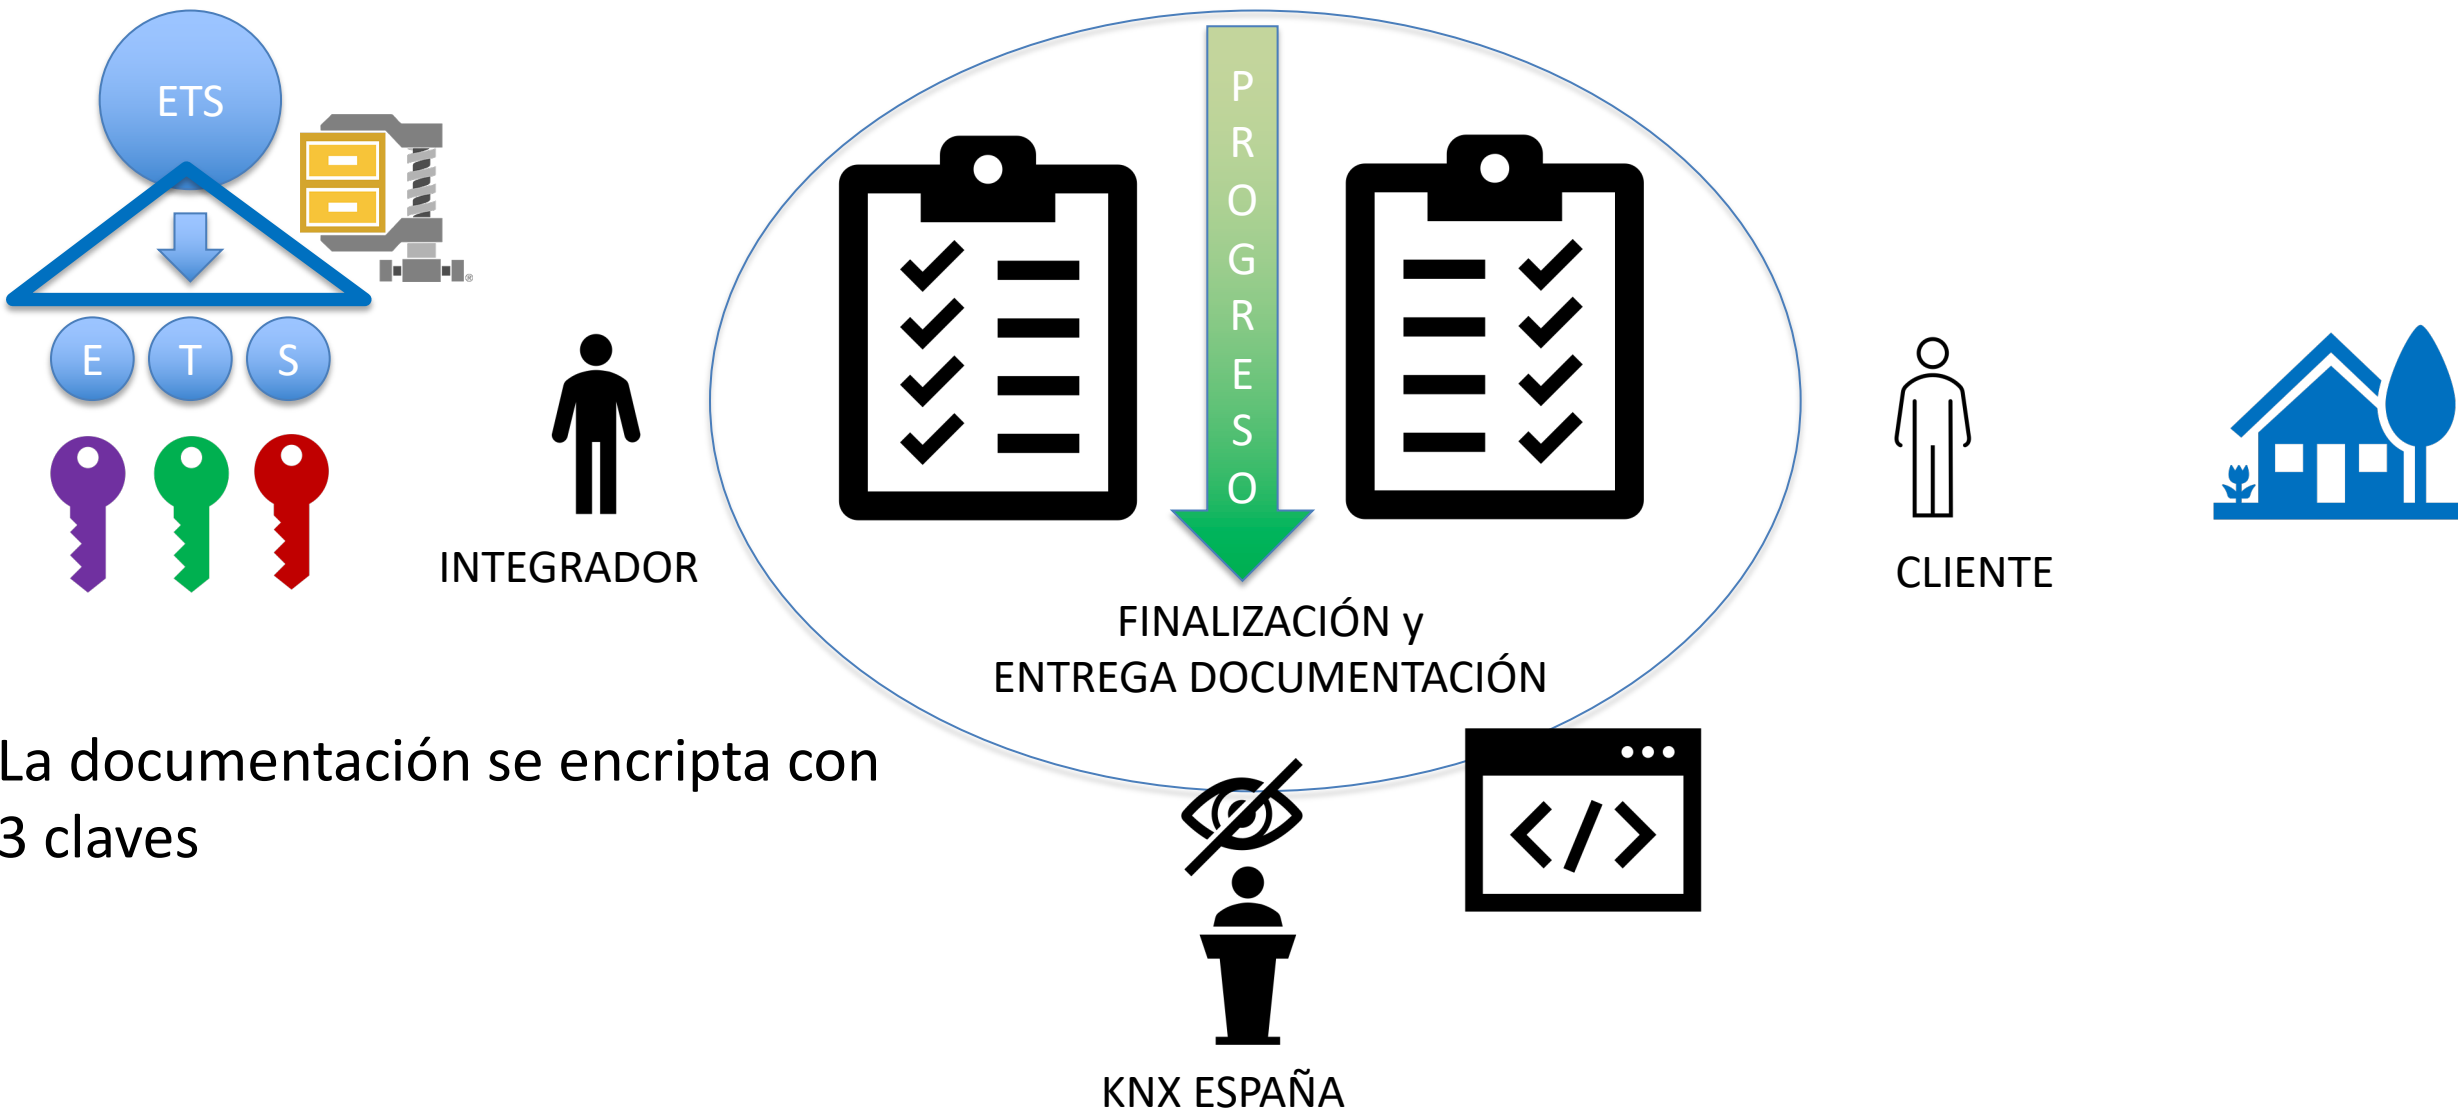 ETS
®
E T S
P
R
O
G
R
E
S
O
INTEGRADOR
CLIENTE
FINALIZACIÓN y
ENTREGA DOCUMENTACIÓN
La documentación se encripta con
3 claves
</>
KNX ESPAÑA